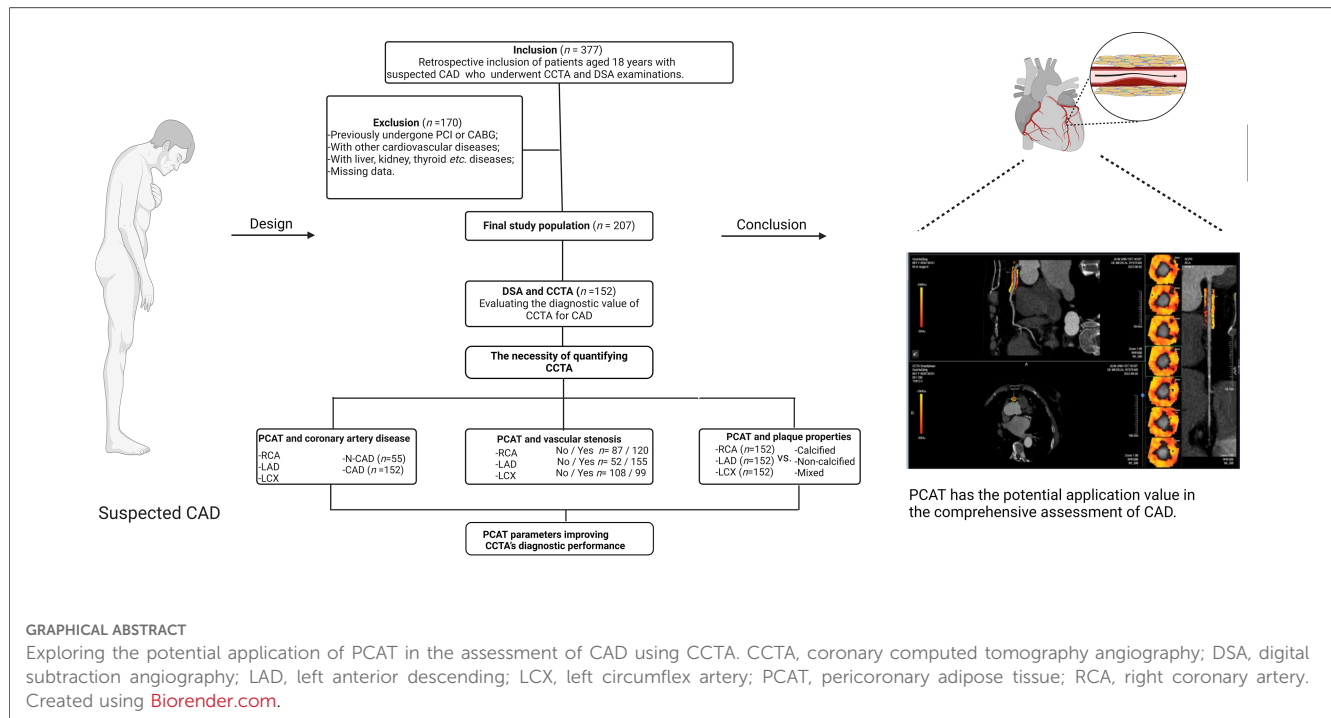 Inclusion (n = 377)
Retrospective inclusion of patients aged 18 years with
suspected CAD who underwent CCTA and DSA examinations.
Exclusion (n =170)
-Previously undergone PCI or CABG;
-With other cardiovascular diseases;
-With liver, kidney, thyroid etc. diseases;
-Missing data.
Design
Final study population (n = 207)
Conclusion
DSA and CCTA (n =152)
Evaluating the diagnostic value of
CCTA for CAD
The necessity of quantifying
CCTA
PCAT and coronary artery disease
-RCA
-LAD
-LCX
-N-CAD (n=55)
-CAD (n =152)
PCAT and vascular stenosis
-RCA No / Yes n= 87 / 120
-LAD No / Yes n= 52 / 155
-LCX No / Yes n= 108 / 99
PCAT and plaque properties
-RCA (n=152)
-LAD (n=152)
-LCX (n=152)
vs.
-Calcified
-Non-calcified
-Mixed
PCAT parameters improving
CCTA's diagnostic performance
Suspected CAD
PCAT has the potential application value in
the comprehensive assessment of CAD.
GRAPHICAL ABSTRACT
Exploring the potential application of PCAT in the assessment of CAD using CCTA. CCTA, coronary computed tomography angiography; DSA, digital
subtraction angiography; LAD, left anterior descending; LCX, left circumflex artery; PCAT, pericoronary adipose tissue; RCA, right coronary artery.
Created using Biorender.com.